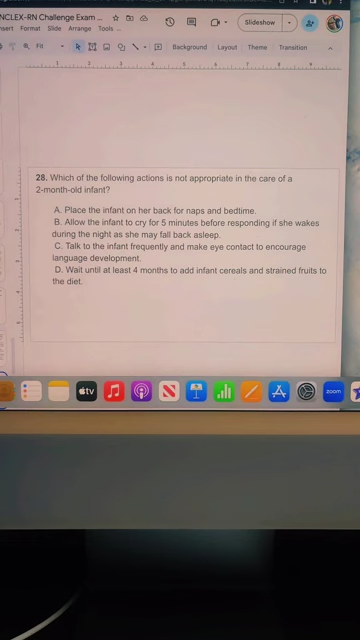 NCLEX-RN Challenge Exam ...
Slideshow
Format Slide Arrange Tools ...
Fit
Background Layout Theme Transition
28. Which of the following actions is not appropriate in the care of a
2-month-old infant?
A. Place the infant on her back for naps and bedtime.
B. Allow the infant to cry for 5 minutes before responding if she wakes
during the night as she may fall back asleep.
C. Talk to the infant frequently and make eye contact to encourage
language development.
D. Wait until at least 4 months to add infant cereals and strained fruits to
the diet.
tv
zoom